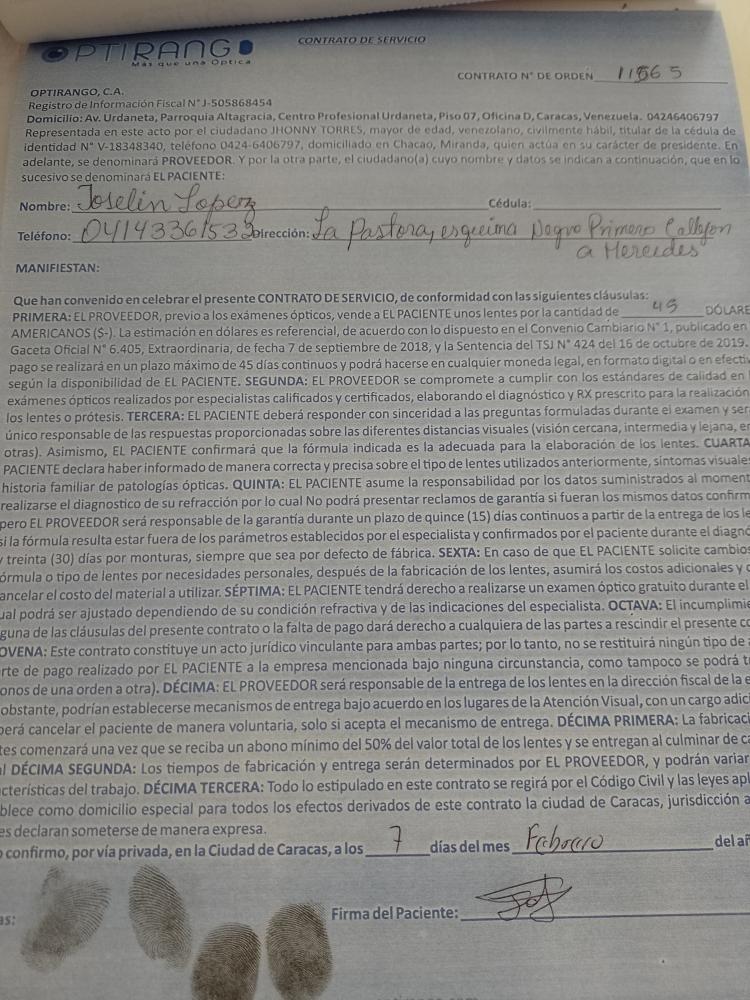 OPTIRANGO
Más que una Óptica
CONTRATO DE SERVICIO
CONTRATO N° DE ORDEN 11565
OPTIRANGO, C.A.
Registro de Información Fiscal N° J-505868454
Domicilio: Av. Urdaneta, Parroquia Altagracia, Centro Profesional Urdaneta, Piso 07, Oficina D, Caracas, Venezuela. 04246406797
Representada en este acto por el ciudadano JHONNY TORRES, mayor de edad, venezolano, civilmente hábil, titular de la cédula de
identidad N° V-18348340, teléfono 0424-6406797, domiciliado en Chacao, Miranda, quien actúa en su carácter de presidente. En
adelante, se denominará PROVEEDOR. Y por la otra parte, el ciudadano(a) cuyo nombre y datos se indican a continuación, que en lo
sucesivo se denominará EL PACIENTE:
Nombre: Joselin Lopez Cédula:
Teléfono: 04143361533 Dirección: La Pastora, esquina Negro Primero Callejon
a Mercedes
MANIFIESTAN:
Que han convenido en celebrar el presente CONTRATO DE SERVICIO, de conformidad con las siguientes cláusulas:
PRIMERA: EL PROVEEDOR, previo a los exámenes ópticos, vende a EL PACIENTE unos lentes por la cantidad de 45 DÓLARE
AMERICANOS ($-). La estimación en dólares es referencial, de acuerdo con lo dispuesto en el Convenio Cambiario N° 1, publicado en
Gaceta Oficial N° 6.405, Extraordinaria, de fecha 7 de septiembre de 2018, y la Sentencia del TSJ N° 424 del 16 de octubre de 2019.
pago se realizará en un plazo máximo de 45 días continuos y podrá hacerse en cualquier moneda legal, en formato digital o en efectiv
según la disponibilidad de EL PACIENTE. SEGUNDA: EL PROVEEDOR se compromete a cumplir con los estándares de calidad en l
exámenes ópticos realizados por especialistas calificados y certificados, elaborando el diagnóstico y RX prescrito para la realización
los lentes o prótesis. TERCERA: EL PACIENTE deberá responder con sinceridad a las preguntas formuladas durante el examen y ser
único responsable de las respuestas proporcionadas sobre las diferentes distancias visuales (visión cercana, intermedia y lejana, en
otras). Asimismo, EL PACIENTE confirmará que la fórmula indicada es la adecuada para la elaboración de los lentes. CUARTA
PACIENTE declara haber informado de manera correcta y precisa sobre el tipo de lentes utilizados anteriormente, síntomas visuale
historia familiar de patologías ópticas. QUINTA: EL PACIENTE asume la responsabilidad por los datos suministrados al moment
realizarse el diagnostico de su refracción por lo cual No podrá presentar reclamos de garantía si fueran los mismos datos confirm
pero EL PROVEEDOR será responsable de la garantía durante un plazo de quince (15) días continuos a partir de la entrega de los le
si la fórmula resulta estar fuera de los parámetros establecidos por el especialista y confirmados por el paciente durante el diagnó
y treinta (30) días por monturas, siempre que sea por defecto de fábrica. SEXTA: En caso de que EL PACIENTE solicite cambios
órmula o tipo de lentes por necesidades personales, después de la fabricación de los lentes, asumirá los costos adicionales y
ancelar el costo del material a utilizar. SÉPTIMA: EL PACIENTE tendrá derecho a realizarse un examen óptico gratuito durante el
ual podrá ser ajustado dependiendo de su condición refractiva y de las indicaciones del especialista. OCTAVA: El incumplimie
guna de las cláusulas del presente contrato o la falta de pago dará derecho a cualquiera de las partes a rescindir el presente co
OVENA: Este contrato constituye un acto jurídico vinculante para ambas partes; por lo tanto, no se restituirá ningún tipo de a
rte de pago realizado por EL PACIENTE a la empresa mencionada bajo ninguna circunstancia, como tampoco se podrá t
onos de una orden a otra). DÉCIMA: EL PROVEEDOR será responsable de la entrega de los lentes en la dirección fiscal de la e
obstante, podrían establecerse mecanismos de entrega bajo acuerdo en los lugares de la Atención Visual, con un cargo adici
berá cancelar el paciente de manera voluntaria, solo si acepta el mecanismo de entrega. DÉCIMA PRIMERA: La fabricaci
tes comenzará una vez que se reciba un abono mínimo del 50% del valor total de los lentes y se entregan al culminar de ca
al DÉCIMA SEGUNDA: Los tiempos de fabricación y entrega serán determinados por EL PROVEEDOR, y podrán variar
cterísticas del trabajo. DÉCIMA TERCERA: Todo lo estipulado en este contrato se regirá por el Código Civil y las leyes apl
blece como domicilio especial para todos los efectos derivados de este contrato la ciudad de Caracas, jurisdicción a
es declaran someterse de manera expresa.
o confirmo, por vía privada, en la Ciudad de Caracas, a los 7 días del mes Febrero del añ
as: Firma del Paciente: